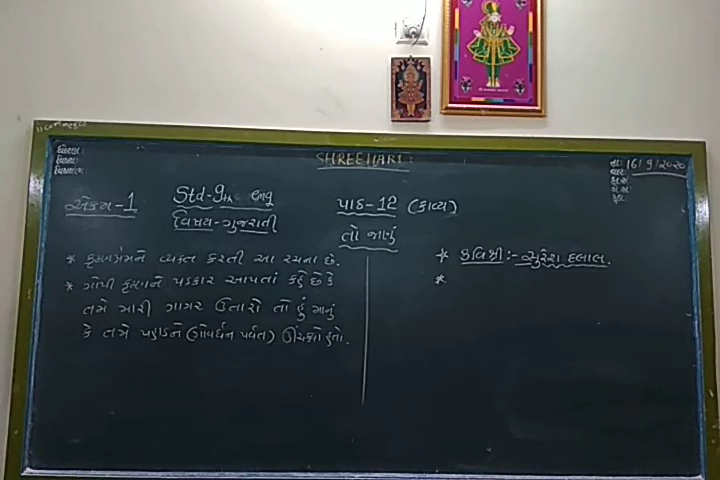 SHREEHARI
તા: 16/9/2020
વાર:
Std-9th
એકમ-1
વિષય-ગુજરાતી
પાઠ-12 (કાવ્ય)
તો જાણું
* કૃષ્ણપ્રેમને વ્યક્ત કરતી આ રચના છે.
* ગોપી કૃષ્ણને પડકાર આપતાં કહે છે કે
તમે મારી ગાગર ઉતારો તો હું માનું
કે તમે પહાડને (ગોવર્ધન પર્વત) ઊંચક્યો હતો.
* કવિશ્રી:- સુરેશ દલાલ.
*